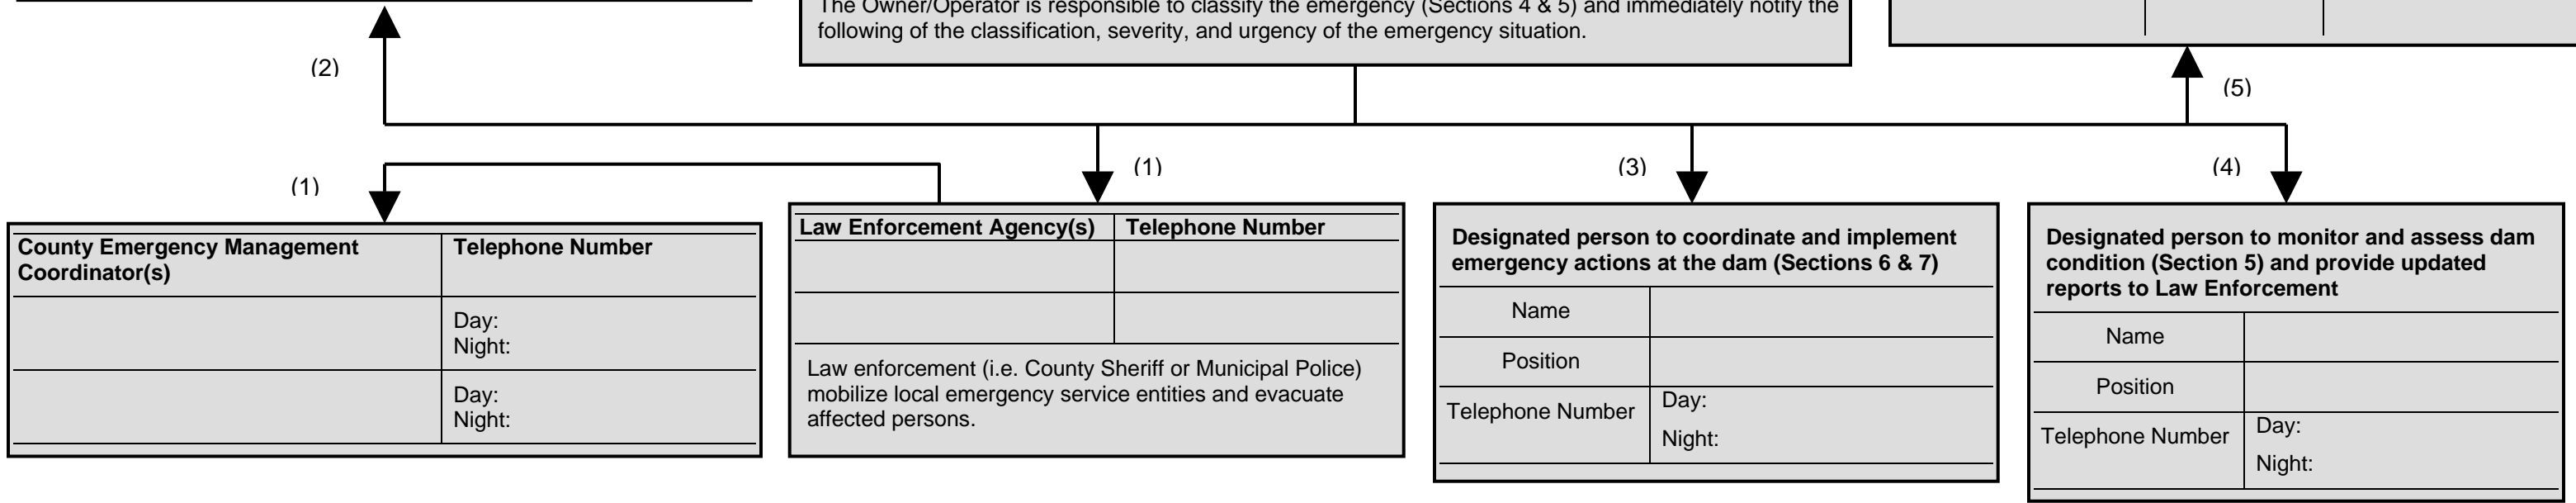 The Owner/Operator is responsible to classify the emergency (Sections 4 & 5) and immediately notify the
following of the classification, severity, and urgency of the emergency situation.
(2)
(5)
(1)
(1)
(3)
(4)
County Emergency Management
Coordinator(s)
Telephone Number
Day:
Night:
Day:
Night:
Law Enforcement Agency(s)
Telephone Number
Law enforcement (i.e. County Sheriff or Municipal Police)
mobilize local emergency service entities and evacuate
affected persons.
Designated person to coordinate and implement
emergency actions at the dam (Sections 6 & 7)
Name
Position
Telephone Number
Day:
Night:
Designated person to monitor and assess dam
condition (Section 5) and provide updated
reports to Law Enforcement
Name
Position
Telephone Number
Day:
Night: